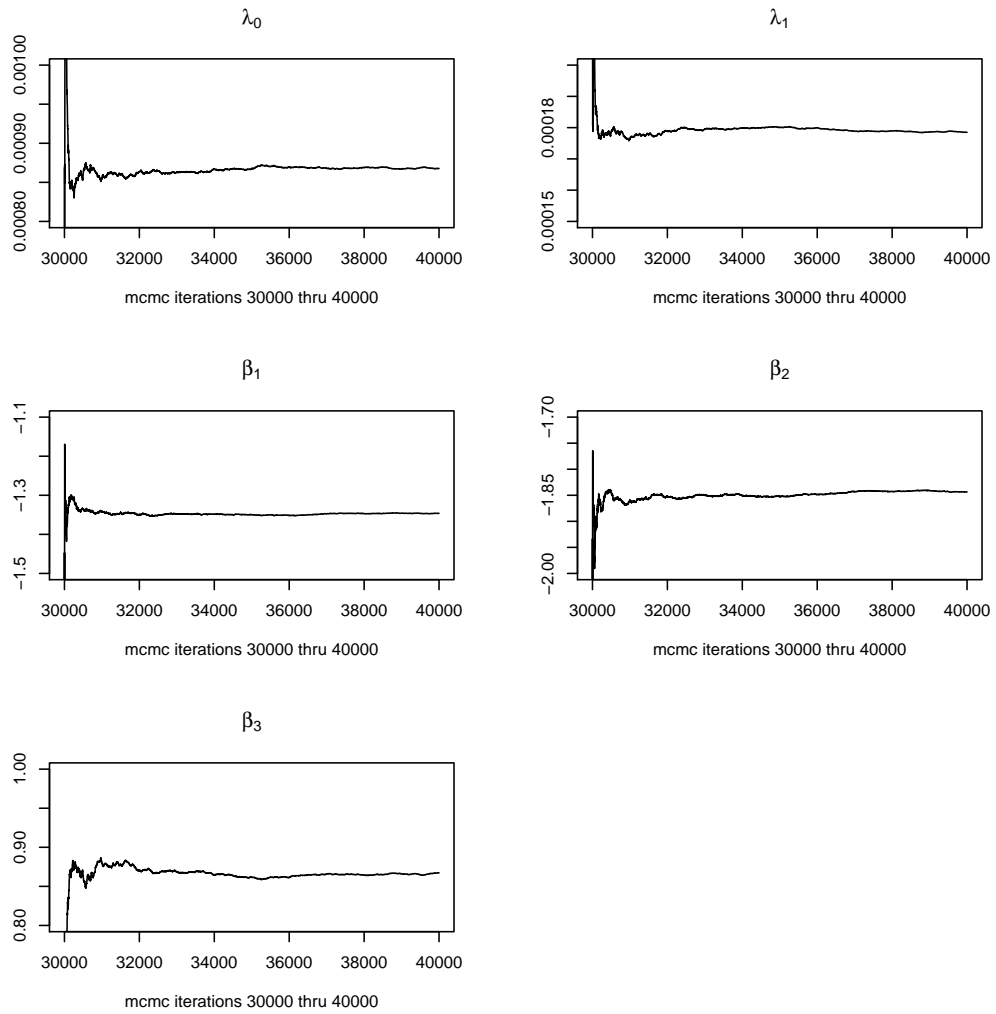 λ0
0.00080 0.00090 0.00100
30000 32000 34000 36000 38000 40000
mcmc iterations 30000 thru 40000
λ1
0.00015 0.00018
30000 32000 34000 36000 38000 40000
mcmc iterations 30000 thru 40000
β1
−1.5 −1.3 −1.1
30000 32000 34000 36000 38000 40000
mcmc iterations 30000 thru 40000
β2
−2.00 −1.85 −1.70
30000 32000 34000 36000 38000 40000
mcmc iterations 30000 thru 40000
β3
0.80 0.90 1.00
30000 32000 34000 36000 38000 40000
mcmc iterations 30000 thru 40000